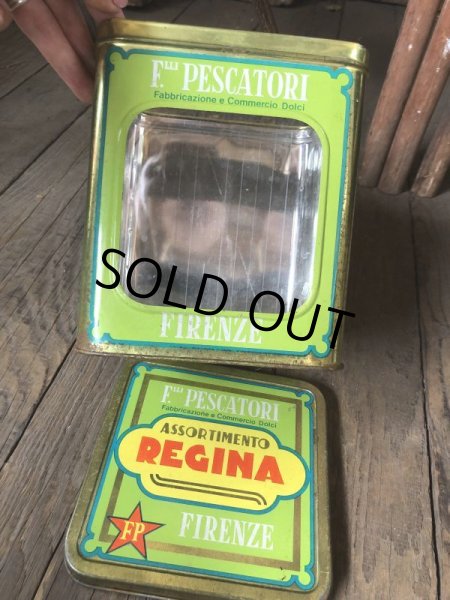 F.LLI PESCATORI
Fabbricazione e Commercio Dolci
SOLD OUT
FIRENZE
F.LLI PESCATORI
Fabbricazione e Commercio Dolci
ASSORTIMENTO
REGINA
FP
FIRENZE